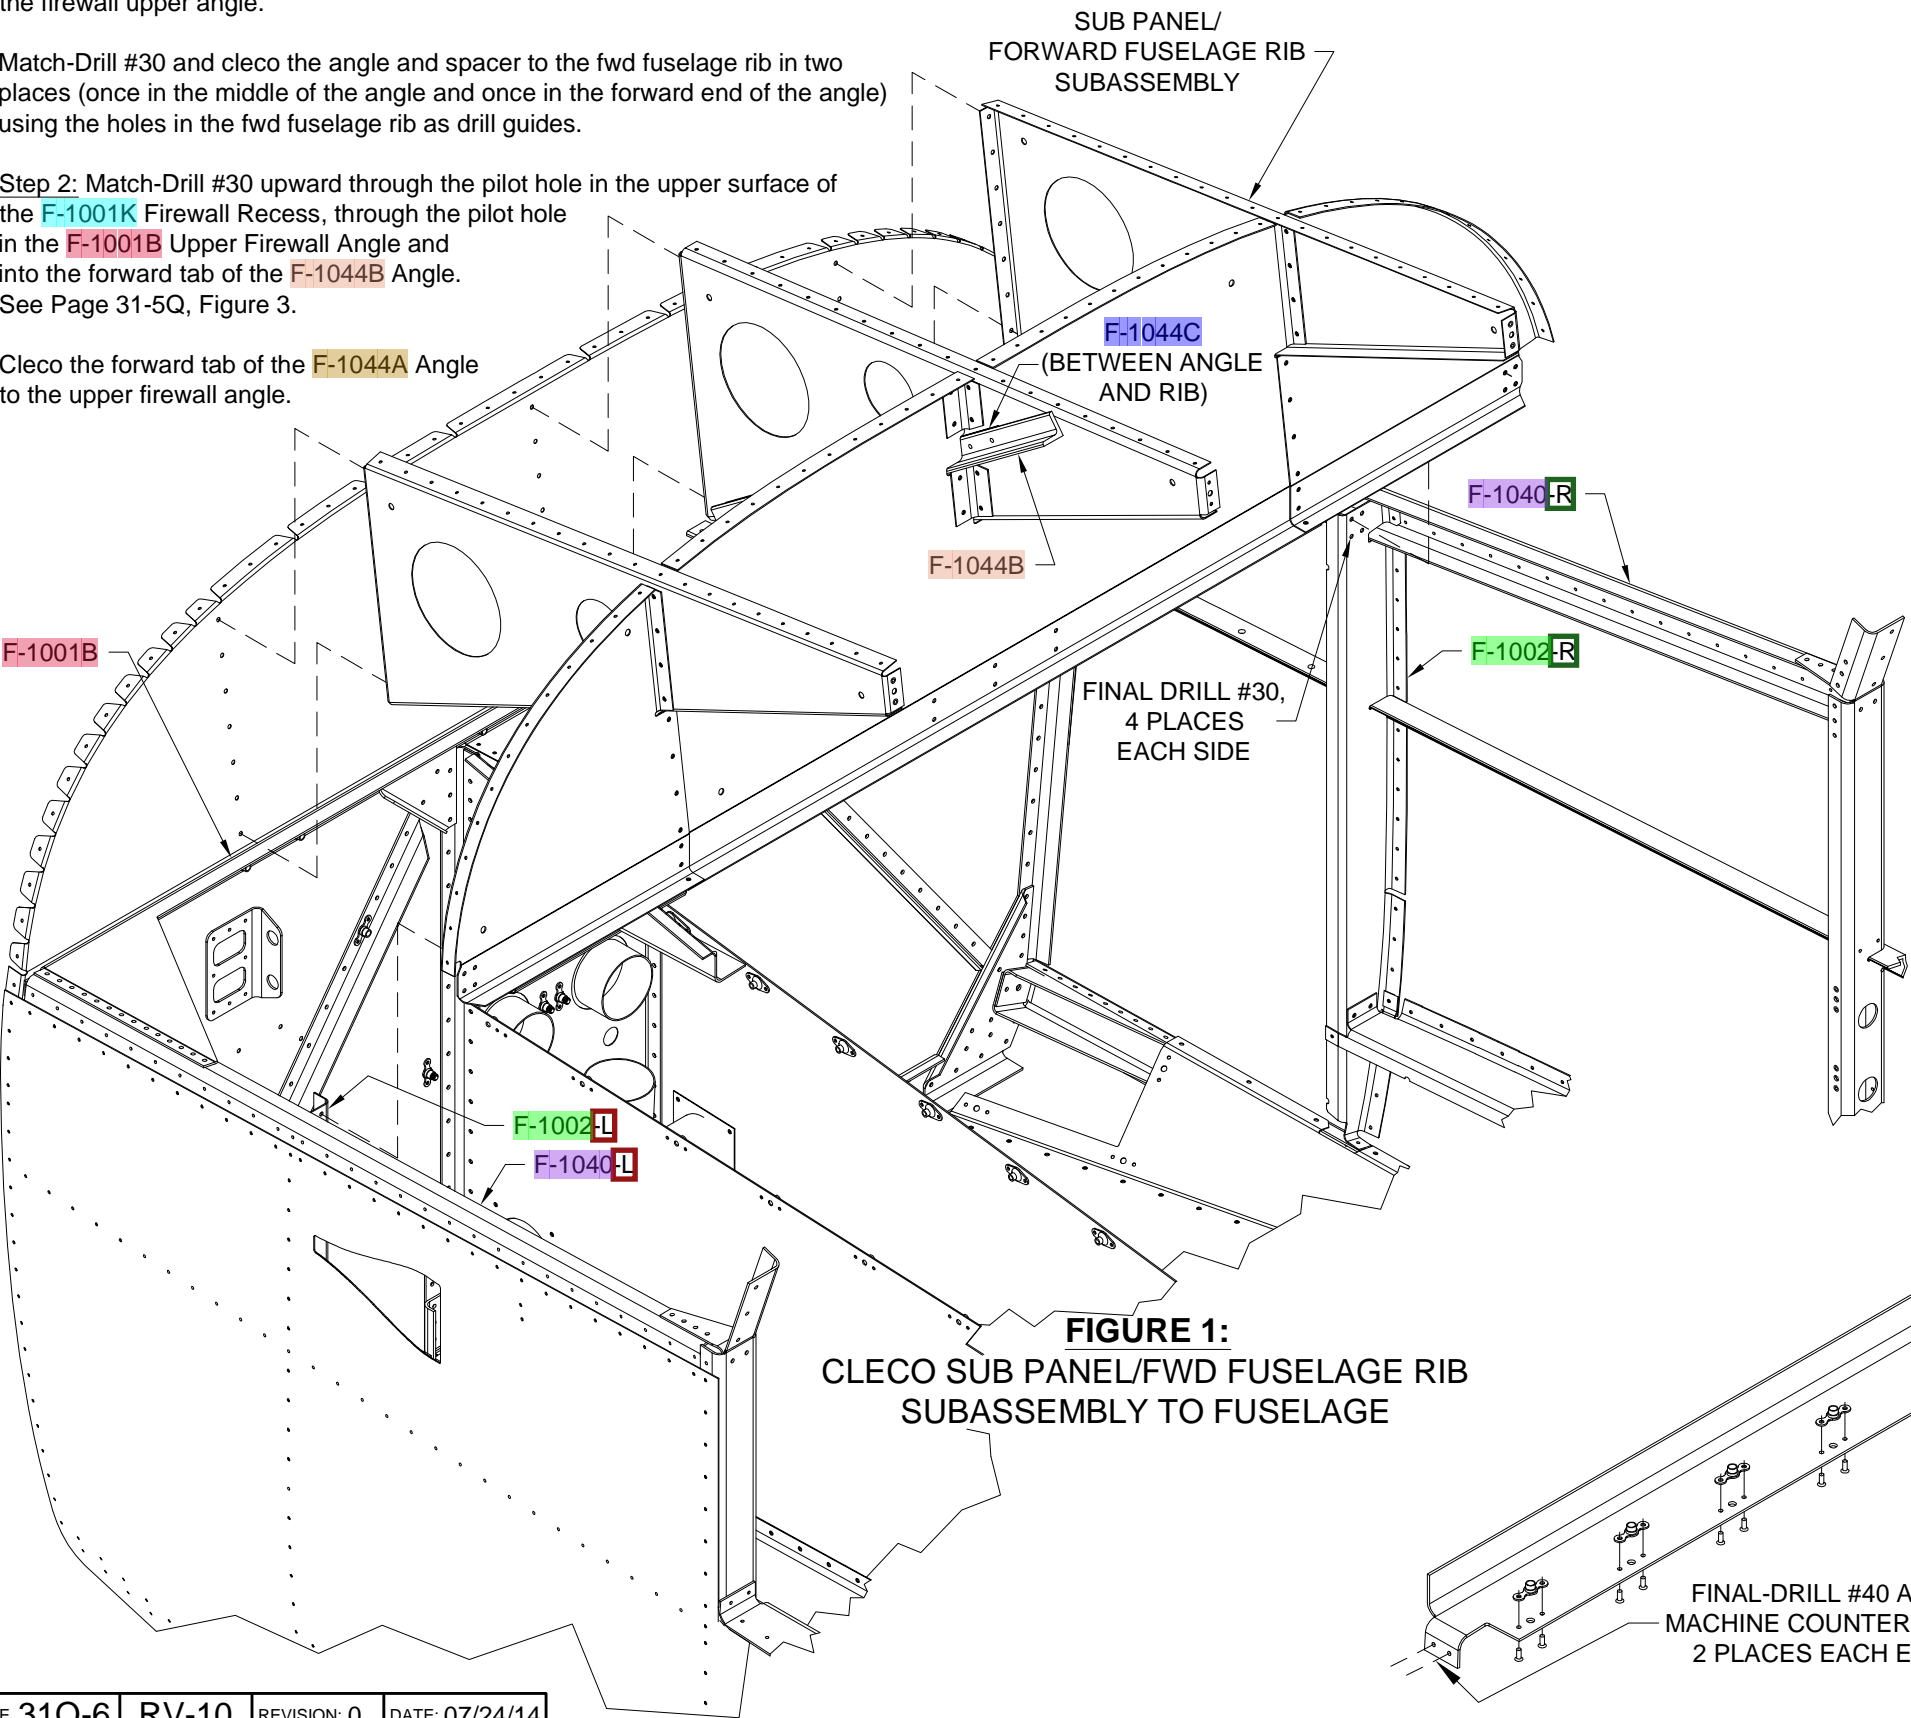 the firewall upper angle.
Match-Drill #30 and cleco the angle and spacer to the fwd fuselage rib in two
places (once in the middle of the angle and once in the forward end of the angle)
using the holes in the fwd fuselage rib as drill guides.
Step 2: Match-Drill #30 upward through the pilot hole in the upper surface of
the F-1001K Firewall Recess, through the pilot hole
in the F-1001B Upper Firewall Angle and
into the forward tab of the F-1044B Angle.
See Page 31-5Q, Figure 3.
Cleco the forward tab of the F-1044A Angle
to the upper firewall angle.
SUB PANEL/
FORWARD FUSELAGE RIB
SUBASSEMBLY
F-1044C
(BETWEEN ANGLE
AND RIB)
F-1044B
F-1040-R
F-1002-R
F-1001B
FINAL DRILL #30,
4 PLACES
EACH SIDE
F-1002-L
F-1040-L
FIGURE 1:
CLECO SUB PANEL/FWD FUSELAGE RIB
SUBASSEMBLY TO FUSELAGE
FINAL-DRILL #40 A
MACHINE COUNTER
2 PLACES EACH E
31Q-6 RV-10 REVISION: 0 DATE: 07/24/14